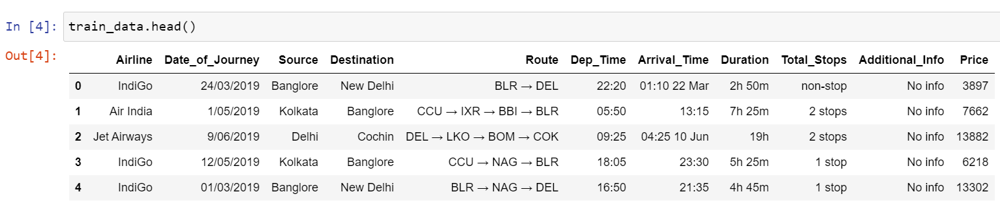 In [4]: train_data.head()
Out[4]:
Airline Date_of_Journey Source Destination Route Dep_Time Arrival_Time Duration Total_Stops Additional_Info Price
0 IndiGo 24/03/2019 Banglore New Delhi BLR → DEL 22:20 01:10 22 Mar 2h 50m non-stop No info 3897
1 Air India 1/05/2019 Kolkata Banglore CCU → IXR → BBI → BLR 05:50 13:15 7h 25m 2 stops No info 7662
2 Jet Airways 9/06/2019 Delhi Cochin DEL → LKO → BOM → COK 09:25 04:25 10 Jun 19h 2 stops No info 13882
3 IndiGo 12/05/2019 Kolkata Banglore CCU → NAG → BLR 18:05 23:30 5h 25m 1 stop No info 6218
4 IndiGo 01/03/2019 Banglore New Delhi BLR → NAG → DEL 16:50 21:35 4h 45m 1 stop No info 13302